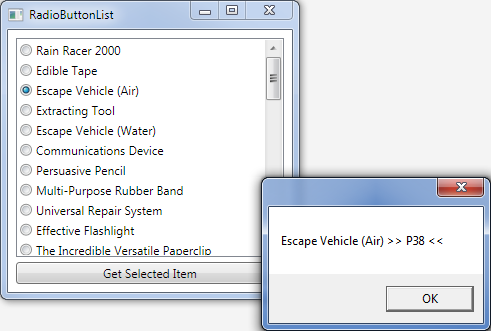 RadioButtonList
Rain Racer 2000
Edible Tape
Escape Vehicle (Air)
Extracting Tool
Escape Vehicle (Water)
Communications Device
Persuasive Pencil
Multi-Purpose Rubber Band
Universal Repair System
Effective Flashlight
The Incredible Versatile Paperclip
Get Selected Item
Escape Vehicle (Air) >> P38 <<
OK